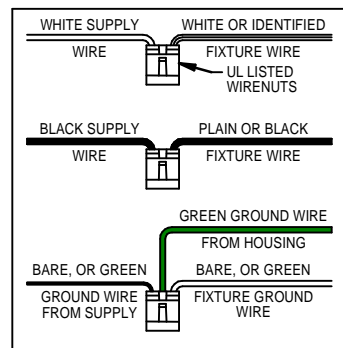 WHITE SUPPLY
WIRE
WHITE OR IDENTIFIED
FIXTURE WIRE
UL LISTED
WIRENUTS
BLACK SUPPLY
WIRE
PLAIN OR BLACK
FIXTURE WIRE
GREEN GROUND WIRE
FROM HOUSING
BARE, OR GREEN
GROUND WIRE
FROM SUPPLY
BARE, OR GREEN
FIXTURE GROUND
WIRE